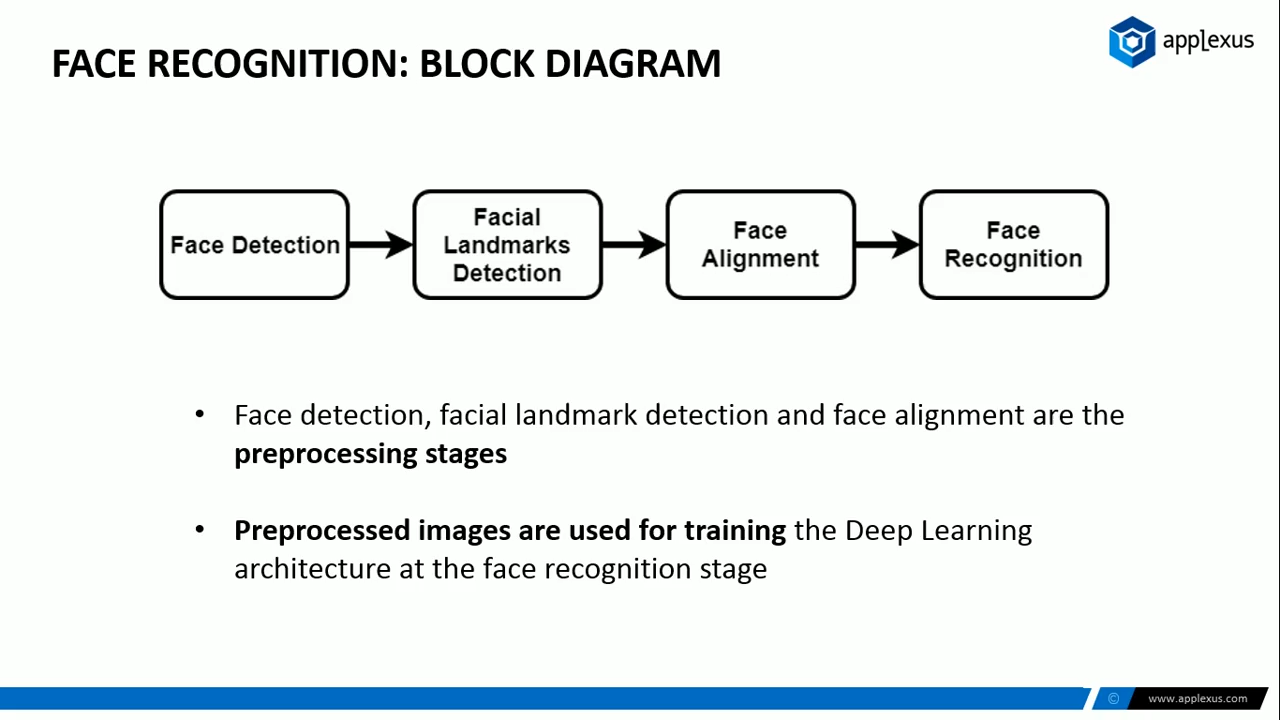 FACE RECOGNITION: BLOCK DIAGRAM
applexus
Face Detection
Facial
Landmarks
Detection
Face
Alignment
Face
Recognition
• Face detection, facial landmark detection and face alignment are the
preprocessing stages
• Preprocessed images are used for training the Deep Learning
architecture at the face recognition stage
© www.applexus.com